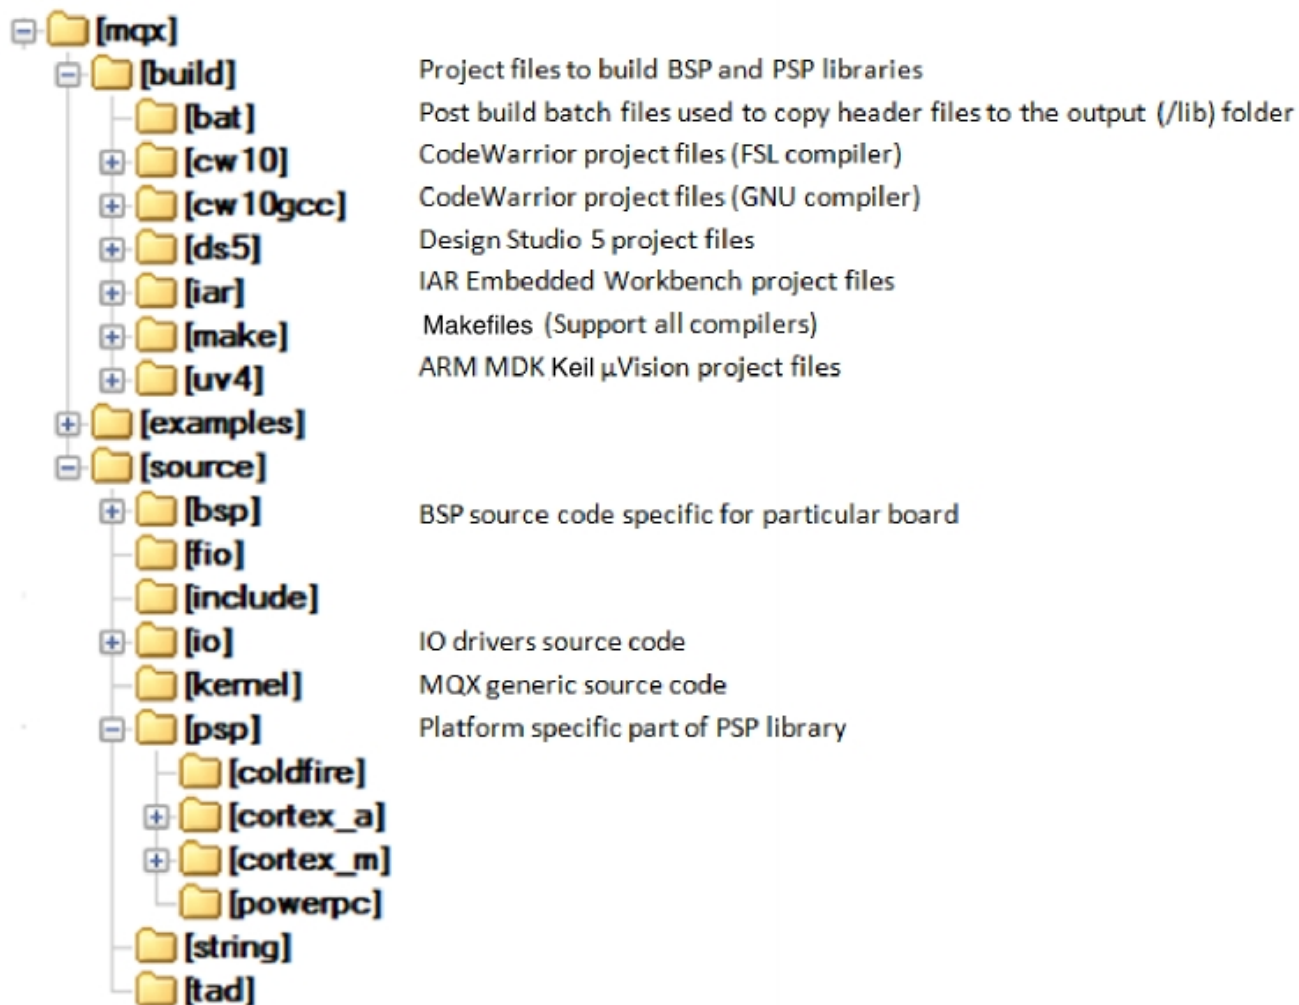 [mqx]
[build] Project files to build BSP and PSP libraries
[bat] Post build batch files used to copy header files to the output (/lib) folder
[cw10] CodeWarrior project files (FSL compiler)
[cw10gcc] CodeWarrior project files (GNU compiler)
[ds5] Design Studio 5 project files
[iar] IAR Embedded Workbench project files
[make] Makefiles (Support all compilers)
[uv4] ARM MDK Keil µVision project files
[examples]
[source]
[bsp] BSP source code specific for particular board
[fio]
[include]
[io] IO drivers source code
[kernel] MQX generic source code
[psp] Platform specific part of PSP library
[coldfire]
[cortex_a]
[cortex_m]
[powerpc]
[string]
[tad]